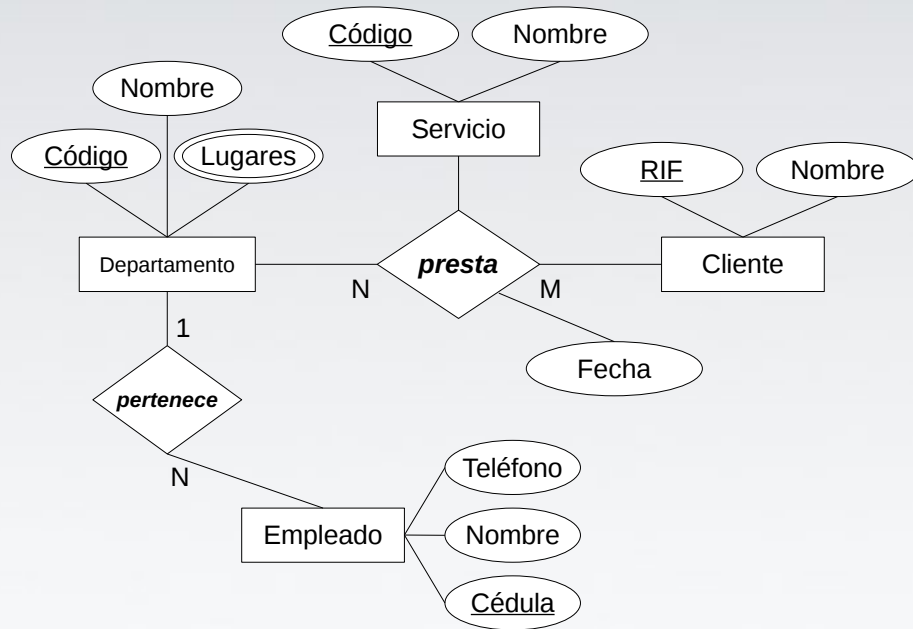 Código
Nombre
Nombre
Servicio
Código
Lugares
RIF
Nombre
Departamento
presta
Cliente
N
M
1
Fecha
pertenece
N
Teléfono
Empleado
Nombre
Cédula